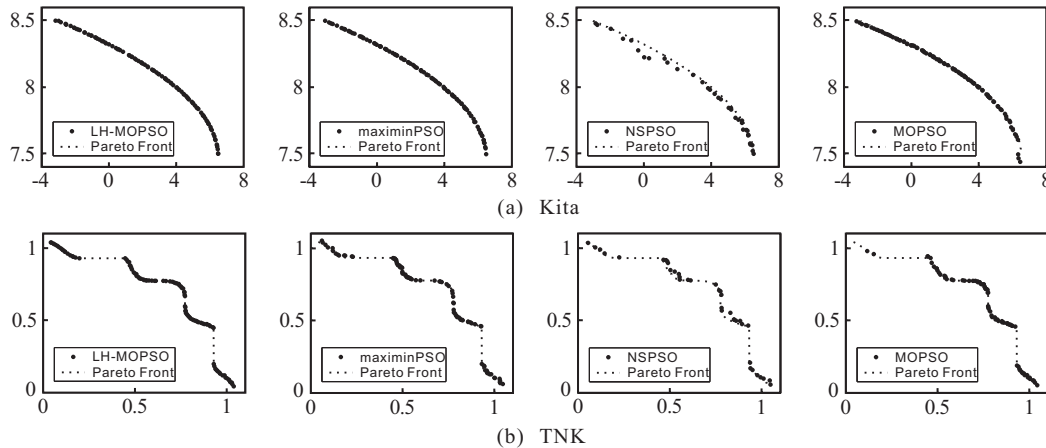 8.5
8
7.5
LH-MOPSO
Pareto Front
-4 0 4 8
8.5
8
7.5
maximinPSO
Pareto Front
-4 0 4 8
8.5
8
7.5
NSPSO
Pareto Front
-4 0 4 8
8.5
8
7.5
MOPSO
Pareto Front
-4 0 4 8
(a) Kita
1
0.5
0
LH-MOPSO
Pareto Front
0 0.5 1
1
0.5
0
maximinPSO
Pareto Front
0 0.5 1
1
0.5
0
NSPSO
Pareto Front
0 0.5 1
1
0.5
0
MOPSO
Pareto Front
0 0.5 1
(b) TNK